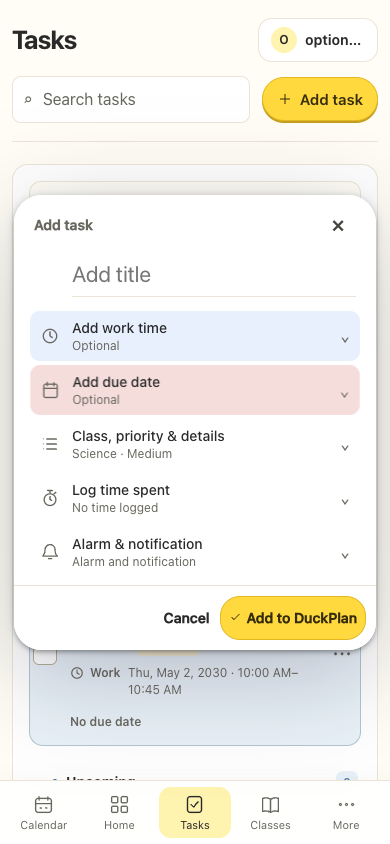 Tasks
O option...
Search tasks
+ Add task
Add task
Add title
Add work time
Optional
Add due date
Optional
Class, priority & details
Science · Medium
Log time spent
No time logged
Alarm & notification
Alarm and notification
Cancel
Add to DuckPlan
Work Thu, May 2, 2030 · 10:00 AM–
10:45 AM
No due date
Calendar
Home
Tasks
Classes
More